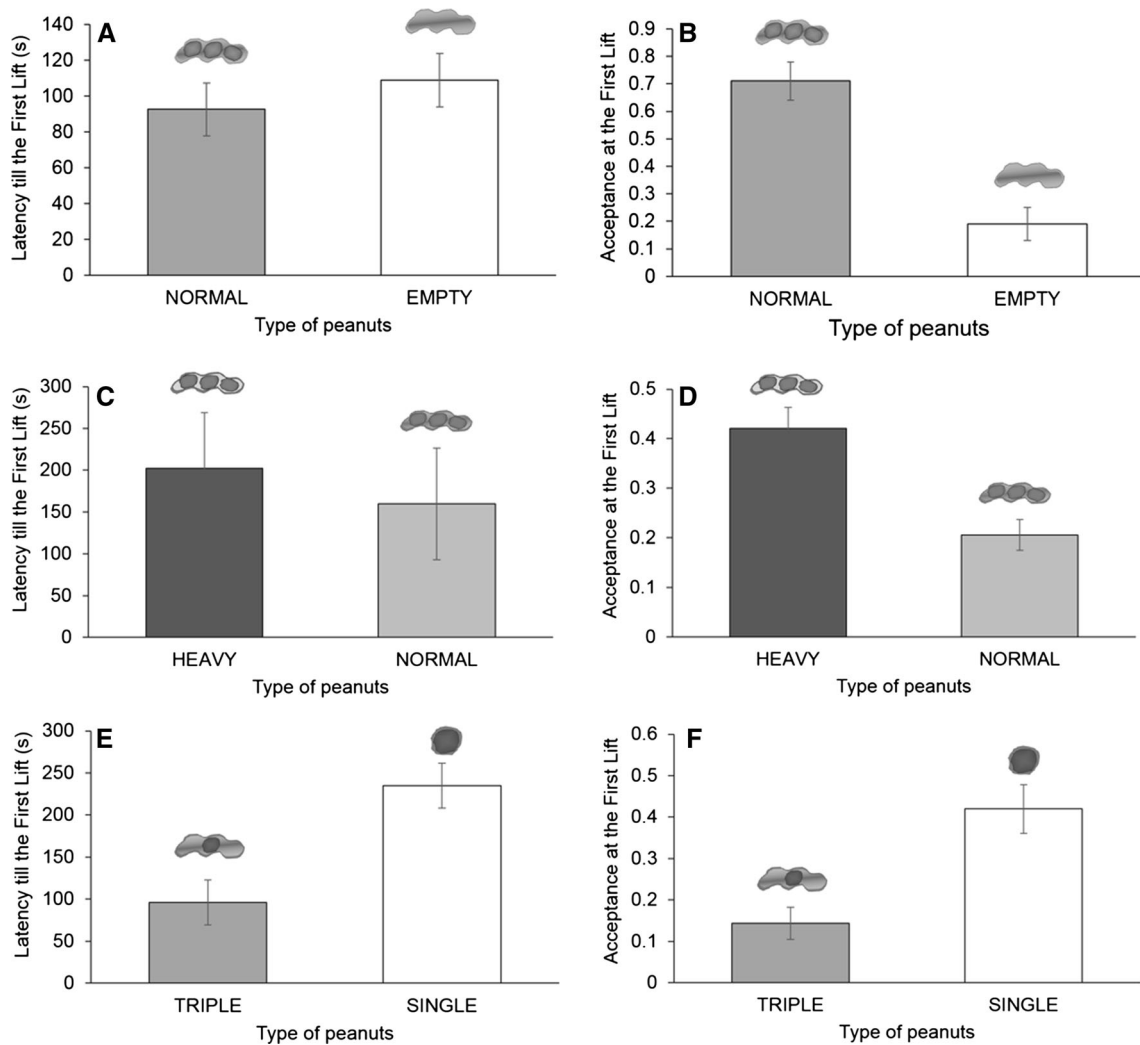 A
Latency till the First Lift (s)
140
120
100
80
60
40
20
0
NORMAL EMPTY
Type of peanuts
B
Acceptance at the First Lift
0.9
0.8
0.7
0.6
0.5
0.4
0.3
0.2
0.1
0
NORMAL EMPTY
Type of peanuts
C
Latency till the First Lift (s)
300
250
200
150
100
50
0
HEAVY NORMAL
Type of peanuts
D
Acceptance at the First Lift
0.5
0.4
0.3
0.2
0.1
0
HEAVY NORMAL
Type of peanuts
E
Latency till the First Lift (s)
300
250
200
150
100
50
0
TRIPLE SINGLE
Type of peanuts
F
Acceptance at the First Lift
0.6
0.5
0.4
0.3
0.2
0.1
0
TRIPLE SINGLE
Type of peanuts